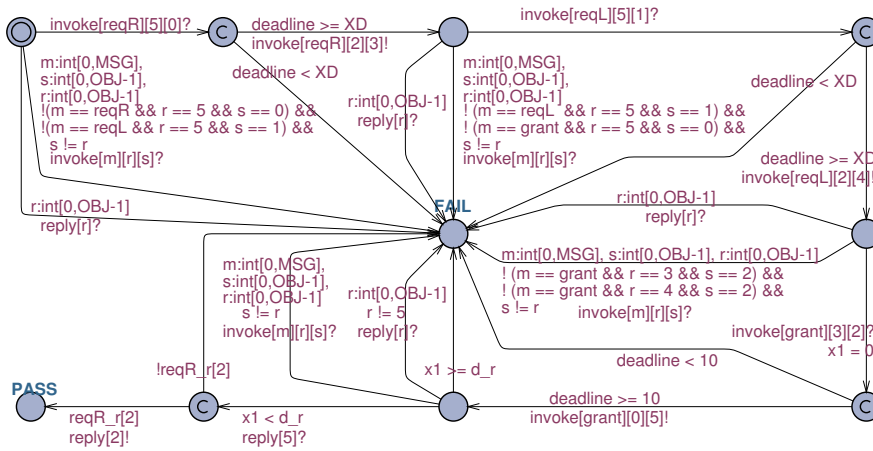 invoke[reqR][5][0]?
C
deadline >= XD
invoke[reqR][2][3]!
invoke[reqL][5][1]?
C
deadline < XD
m:int[0,MSG],
s:int[0,OBJ-1],
r:int[0,OBJ-1]
!(m == reqR && r == 5 && s == 0) &&
!(m == reqL && r == 5 && s == 1) &&
s != r
invoke[m][r][s]?
r:int[0,OBJ-1]
reply[r]?
m:int[0,MSG],
s:int[0,OBJ-1],
r:int[0,OBJ-1]
! (m == reqL && r == 5 && s == 1) &&
! (m == grant && r == 5 && s == 0) &&
s != r
invoke[m][r][s]?
deadline < XD
deadline >= XD
invoke[reqL][2][4]!
r:int[0,OBJ-1]
reply[r]?
FAIL
r:int[0,OBJ-1]
reply[r]?
m:int[0,MSG], s:int[0,OBJ-1], r:int[0,OBJ-1]
! (m == grant && r == 3 && s == 2) &&
! (m == grant && r == 4 && s == 2) &&
s != r
invoke[m][r][s]?
m:int[0,MSG],
s:int[0,OBJ-1],
r:int[0,OBJ-1]
s != r
invoke[m][r][s]?
r:int[0,OBJ-1]
r != 5
reply[r]?
invoke[grant][3][2]?
x1 = 0
deadline < 10
!reqR_r[2]
x1 >= d_r
PASS
C
C
reqR_r[2]
reply[2]!
x1 < d_r
reply[5]?
deadline >= 10
invoke[grant][0][5]!